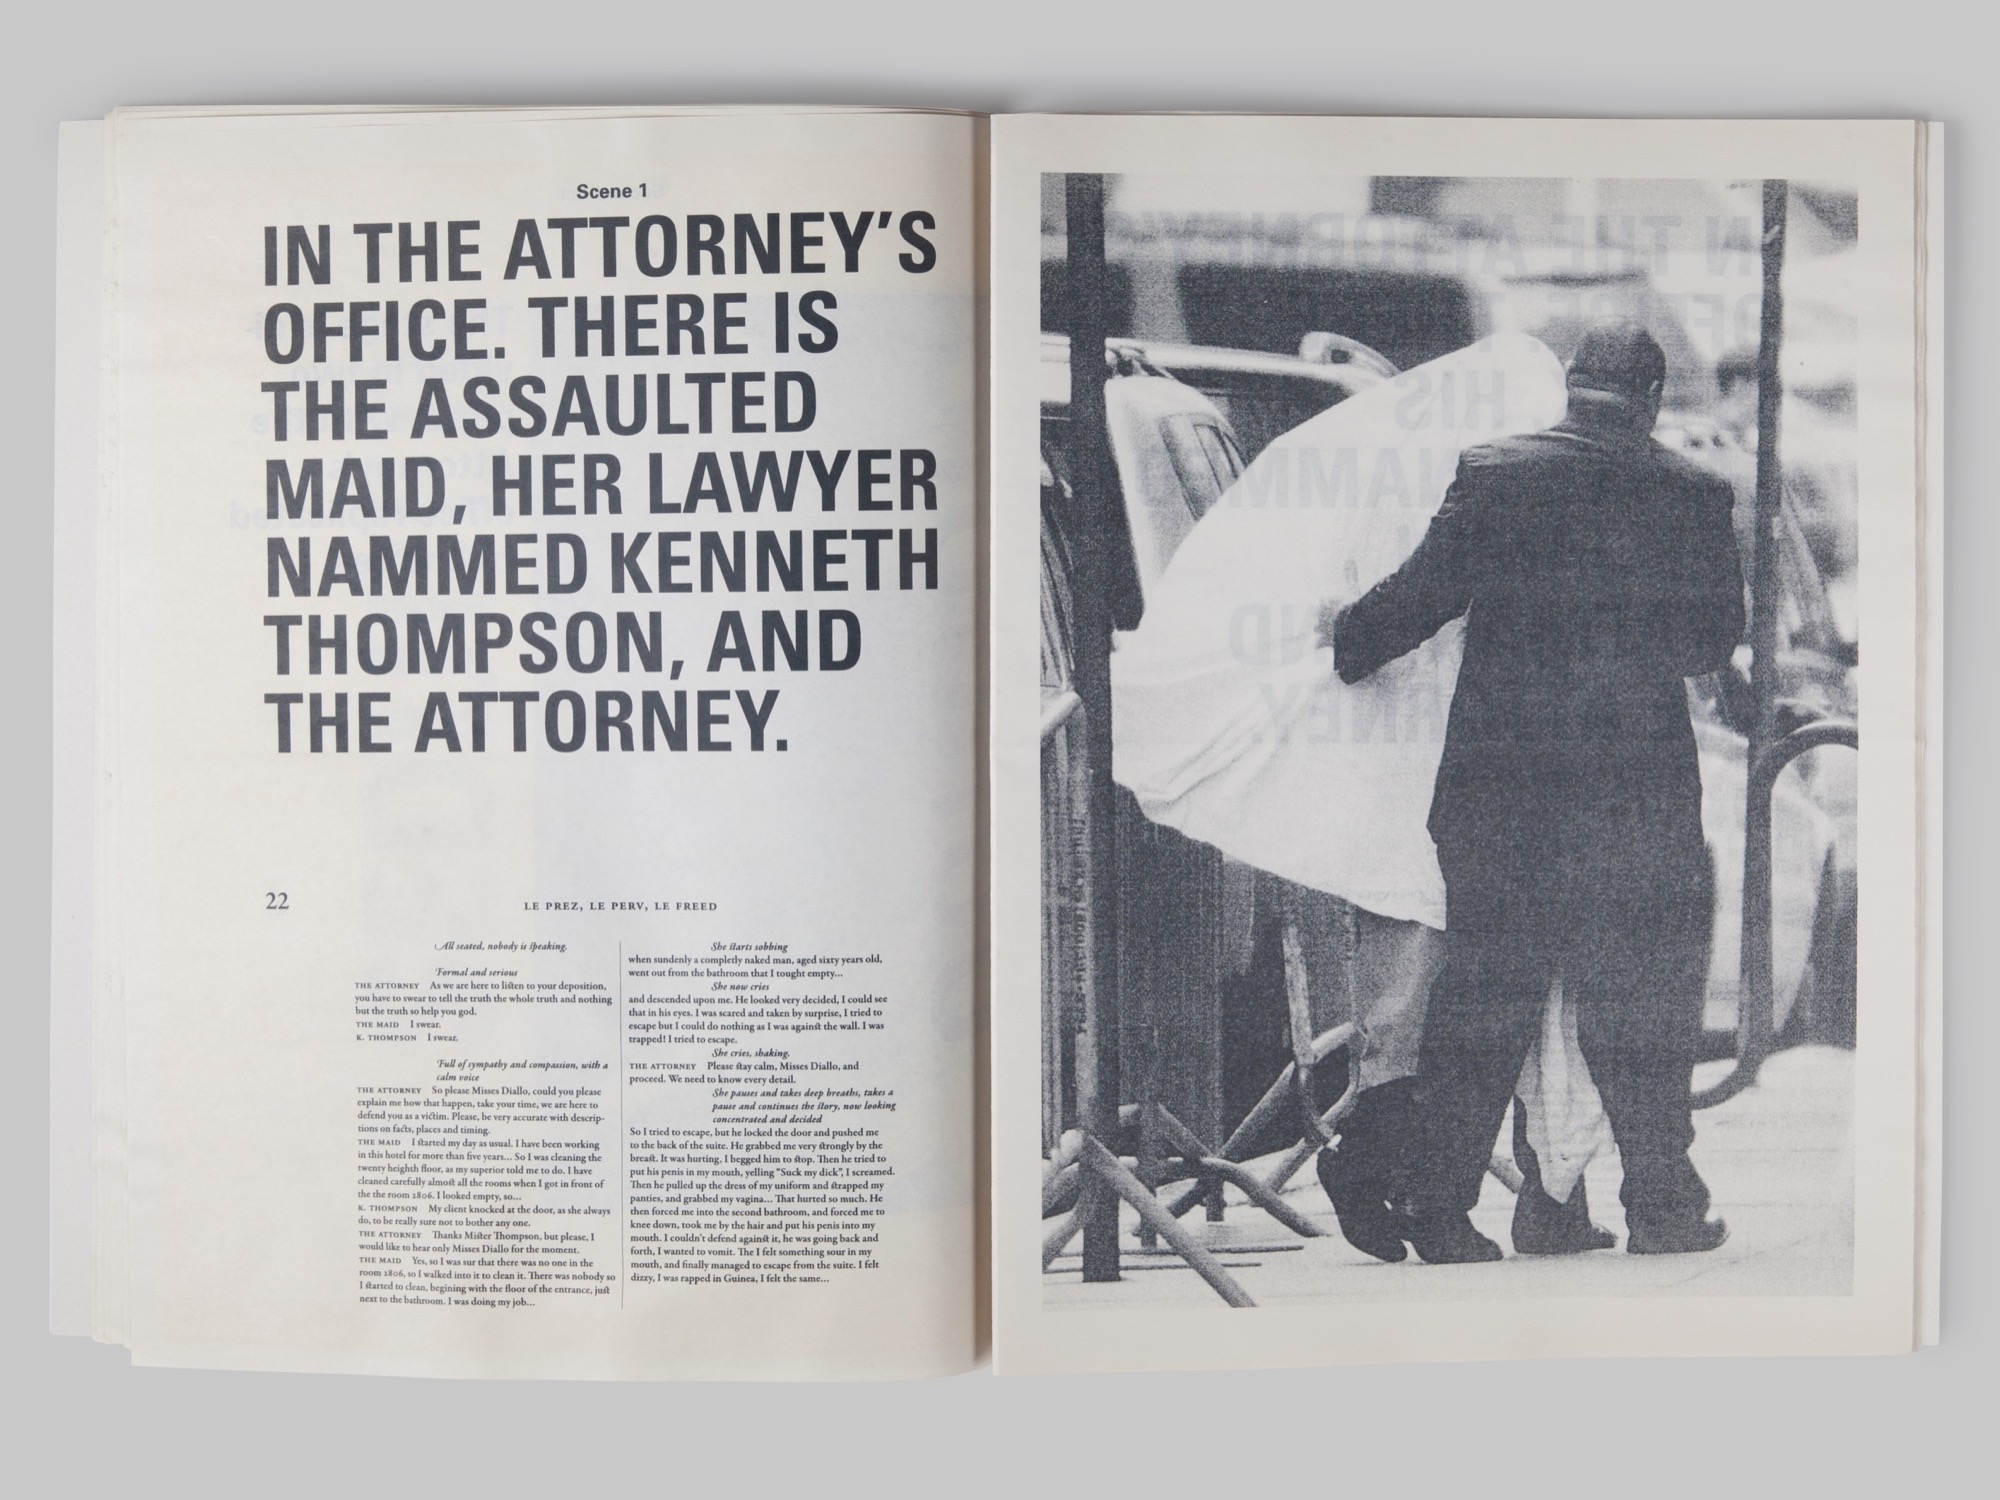 Scene 1
IN THE ATTORNEY'S
OFFICE. THERE IS
THE ASSAULTED
MAID, HER LAWYER
NAMMED KENNETH
THOMPSON, AND
THE ATTORNEY.
22
LE PREZ, LE PERV, LE FREED
All seated, nobody is speaking.
Formal and serious
THE ATTORNEY As we are here to listen to your deposition,
you have to swear to tell the truth the whole truth and nothing
but the truth so help you god.
THE MAID I swear.
K. THOMPSON I swear.
Full of sympathy and compassion, with a
calm voice
THE ATTORNEY So please Misses Diallo, could you please
explain me how that happen, take your time, we are here to
defend you as a victim. Please, be very accurate with descrip-
tions on facts, places and timing.
THE MAID I started my day as usual. I have been working
in this hotel for more than five years... So I was cleaning the
twenty heighth floor, as my superior told me to do. I have
cleaned carefully almost all the rooms when I got in front of
the the room 2806. I looked empty, so...
K. THOMPSON My client knocked at the door, as she always
do, to be really sure not to bother any one.
THE ATTORNEY Thanks Mister Thompson, but please, I
would like to hear only Misses Diallo for the moment.
THE MAID Yes, so I was sur that there was no one in the
room 2806, so I walked into it to clean it. There was nobody so
I started to clean, begining with the floor of the entrance, just
next to the bathroom. I was doing my job...
She starts sobbing
when sundenly a completly naked man, aged sixty years old,
went out from the bathroom that I tought empty...
She now cries
and descended upon me. He looked very decided, I could see
that in his eyes. I was scared and taken by surprise, I tried to
escape but I could do nothing as I was against the wall. I was
trapped! I tried to escape.
She cries, shaking.
THE ATTORNEY Please stay calm, Misses Diallo, and
proceed. We need to know every detail.
She pauses and takes deep breaths, takes a
pause and continues the story, now looking
concentrated and decided
So I tried to escape, but he locked the door and pushed me
to the back of the suite. He grabbed me very strongly by the
breast. It was hurting. I begged him to stop. Then he tried to
put his penis in my mouth, yelling "Suck my dick", I screamed.
Then he pulled up the dress of my uniform and strapped my
panties, and grabbed my vagina... That hurted so much. He
then forced me into the second bathroom, and forced me to
knee down, took me by the hair and put his penis into my
mouth. I couldn't defend against it, he was going back and
forth, I wanted to vomit. The I felt something sour in my
mouth, and finally managed to escape from the suite. I felt
dizzy, I was rapped in Guinea, I felt the same...